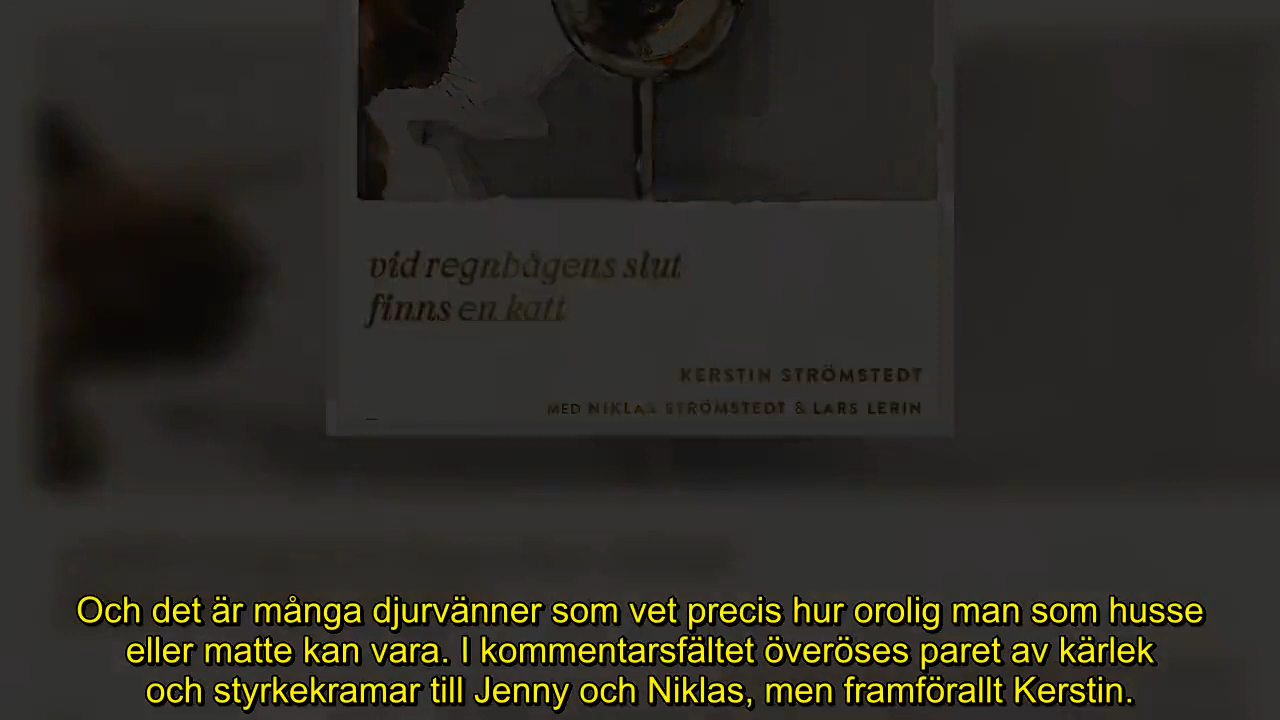 vid regnbågens slut
finns en katt
KERSTIN STRÖMSTEDT
MED NIKLAS STRÖMSTEDT & LARS LERIN
Och det är många djurvänner som vet precis hur orolig man som husse
eller matte kan vara. I kommentarsfältet överöses paret av kärlek
och styrkekramar till Jenny och Niklas, men framförallt Kerstin.